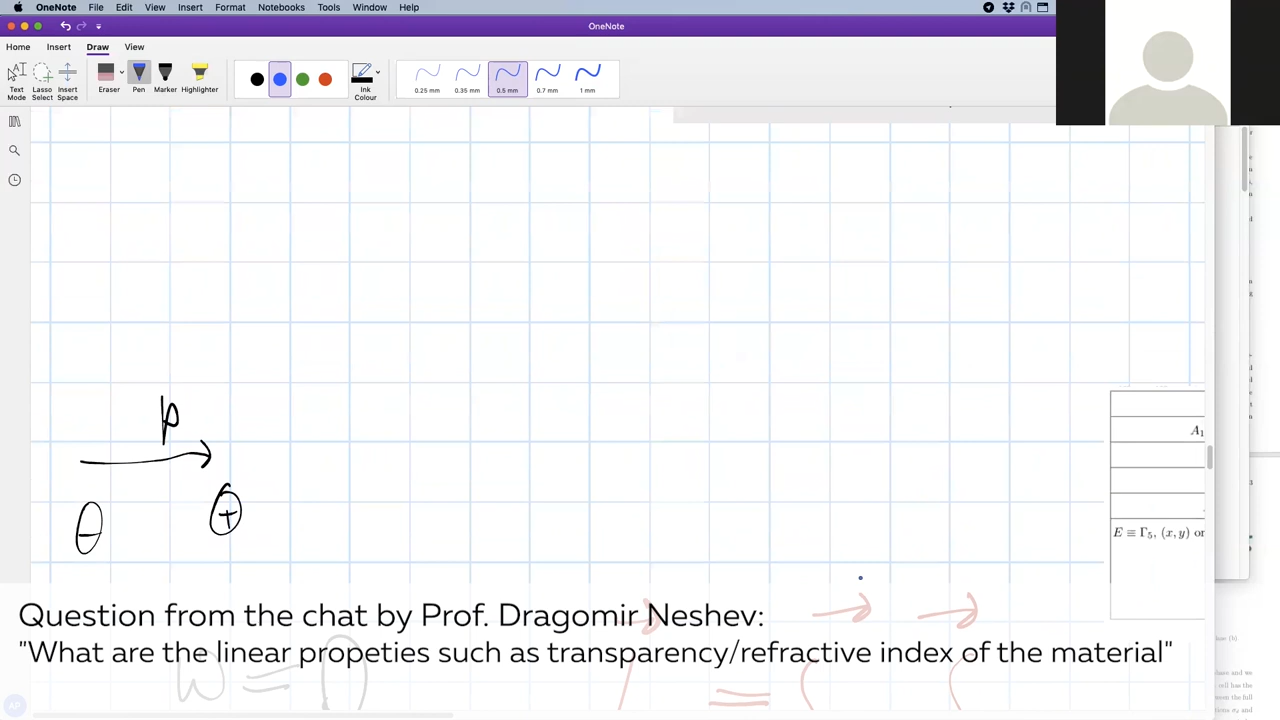 OneNote File Edit View Insert Format Notebooks Tools Window Help
OneNote
Home Insert Draw View
Text Mode
Lasso Select
Insert Space
Eraser
Pen
Marker
Highlighter
Ink Colour
0.25 mm
0.35 mm
0.5 mm
0.7 mm
1 mm
p
A₁
E ≡ Γ₅, (x, y) or
Question from the chat by Prof. Dragomir Neshev:
"What are the linear propeties such as transparency/refractive index of the material"
w = 0
=
AP